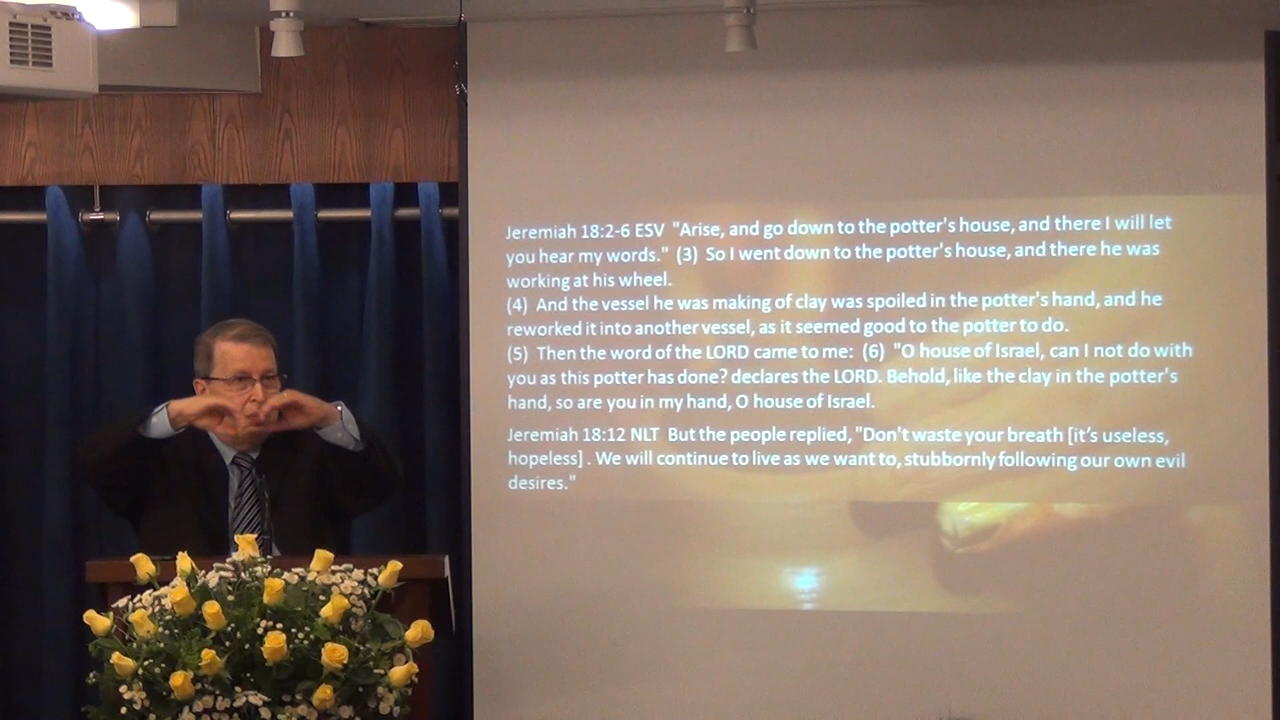 Jeremiah 18:2-6 ESV "Arise, and go down to the potter's house, and there I will let
you hear my words." (3) So I went down to the potter's house, and there he was
working at his wheel.
(4) And the vessel he was making of clay was spoiled in the potter's hand, and he
reworked it into another vessel, as it seemed good to the potter to do.
(5) Then the word of the LORD came to me: (6) "O house of Israel, can I not do with
you as this potter has done? declares the LORD. Behold, like the clay in the potter's
hand, so are you in my hand, O house of Israel.
Jeremiah 18:12 NLT But the people replied, "Don't waste your breath [it’s useless,
hopeless] . We will continue to live as we want to, stubbornly following our own evil
desires."